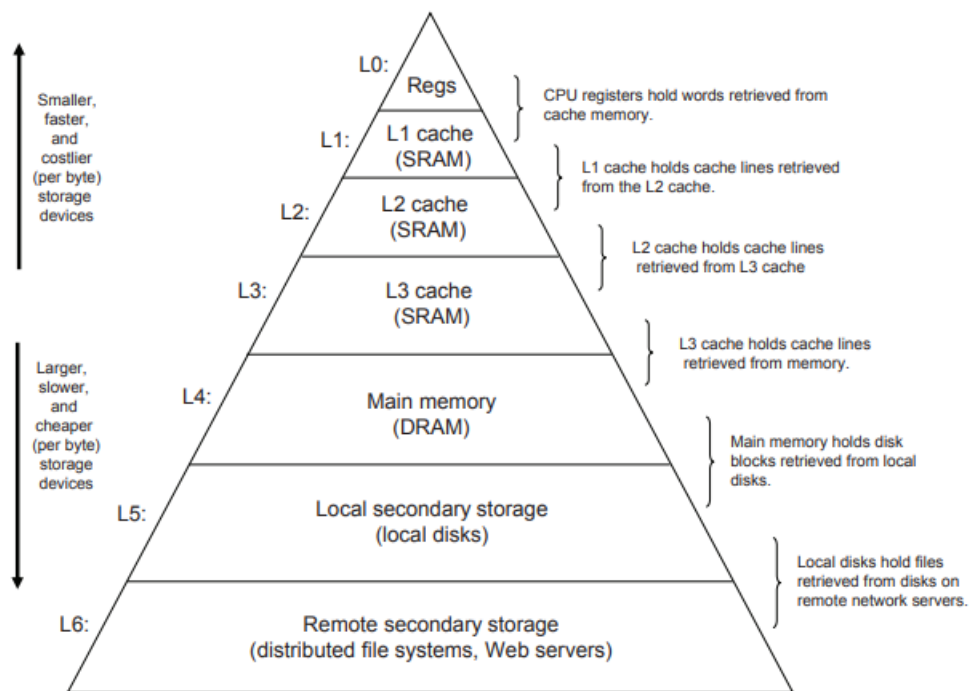 L0:
Regs
CPU registers hold words retrieved from
cache memory.
Smaller,
faster,
and
costlier
(per byte)
storage
devices
L1:
L1 cache
(SRAM)
L1 cache holds cache lines retrieved
from the L2 cache.
L2:
L2 cache
(SRAM)
L2 cache holds cache lines
retrieved from L3 cache
L3:
L3 cache
(SRAM)
L3 cache holds cache lines
retrieved from memory.
Larger,
slower,
and
cheaper
(per byte)
storage
devices
L4:
Main memory
(DRAM)
Main memory holds disk
blocks retrieved from local
disks.
L5:
Local secondary storage
(local disks)
Local disks hold files
retrieved from disks on
remote network servers.
L6:
Remote secondary storage
(distributed file systems, Web servers)